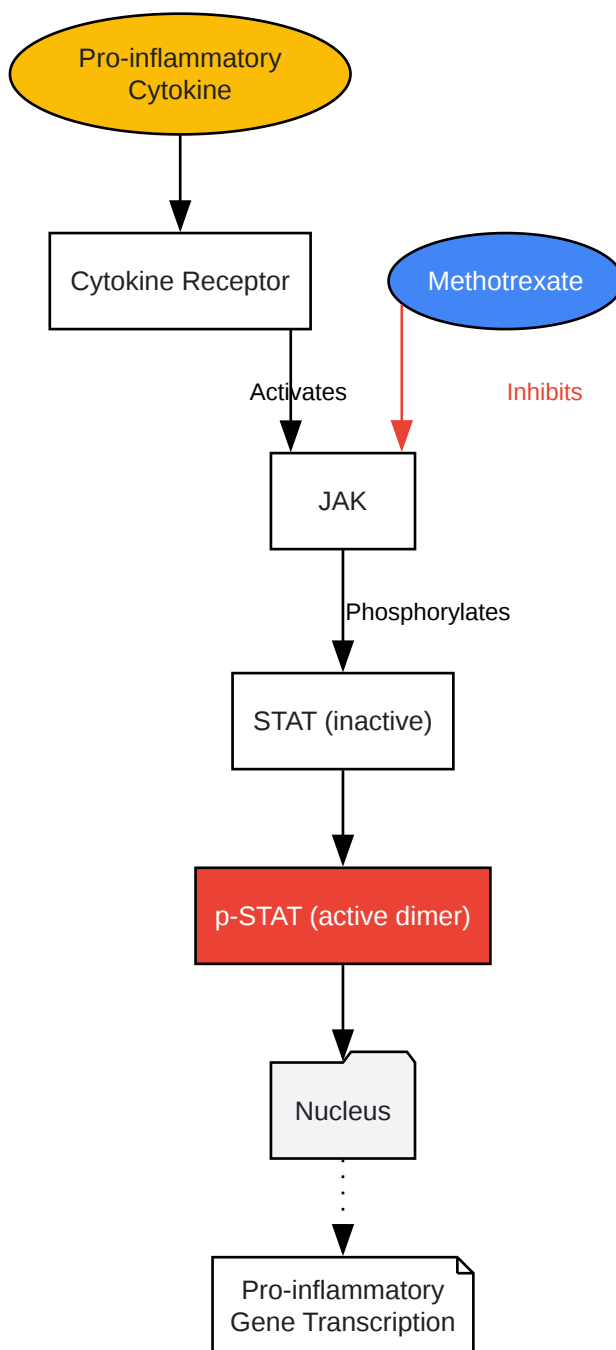 Pro-inflammatory
Cytokine
Cytokine Receptor
Methotrexate
Activates
Inhibits
JAK
Phosphorylates
STAT (inactive)
p-STAT (active dimer)
Nucleus
Pro-inflammatory
Gene Transcription